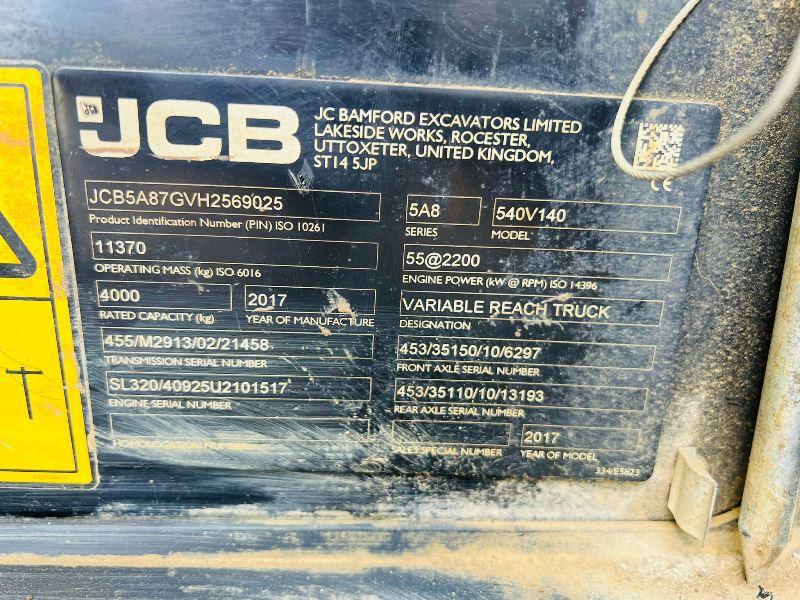 JCB
JC BAMFORD EXCAVATORS LIMITED
LAKESIDE WORKS, ROCESTER,
UTTOXETER, UNITED KINGDOM,
ST14 5JP
CE
JCB5A87GVH2569025
Product Identification Number (PIN) ISO 10261
5A8
SERIES
540V140
MODEL
11370
OPERATING MASS (kg) ISO 6016
55@2200
ENGINE POWER (kW @ RPM) ISO 14396
4000
RATED CAPACITY (kg)
2017
YEAR OF MANUFACTURE
VARIABLE REACH TRUCK
DESIGNATION
455/M2913/02/21458
TRANSMISSION SERIAL NUMBER
453/35150/10/6297
FRONT AXLE SERIAL NUMBER
SL320/40925U2101517
ENGINE SERIAL NUMBER
453/35110/10/13193
REAR AXLE SERIAL NUMBER
HOMOLOGATION NUMBER
SPECIAL NUMBER
2017
YEAR OF MODEL
334/E5623
T